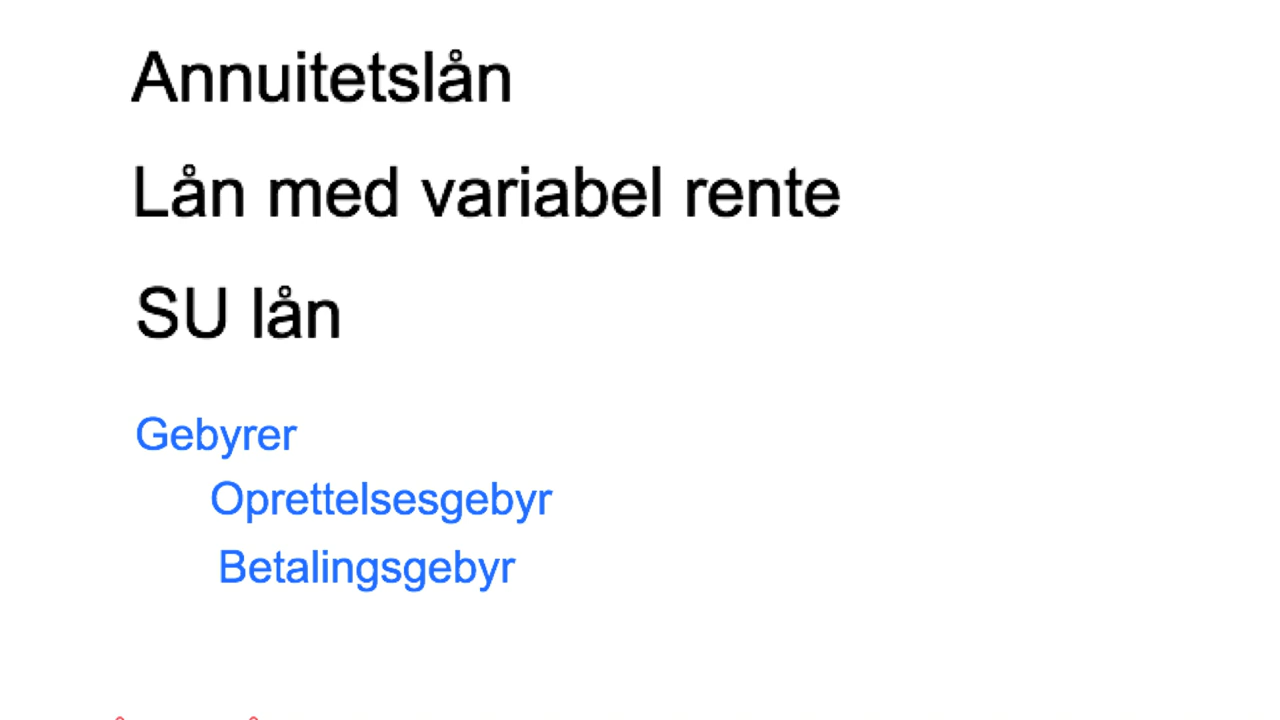 Annuitetslån
Lån med variabel rente
SU lån
Gebyrer
Oprettelsesgebyr
Betalingsgebyr